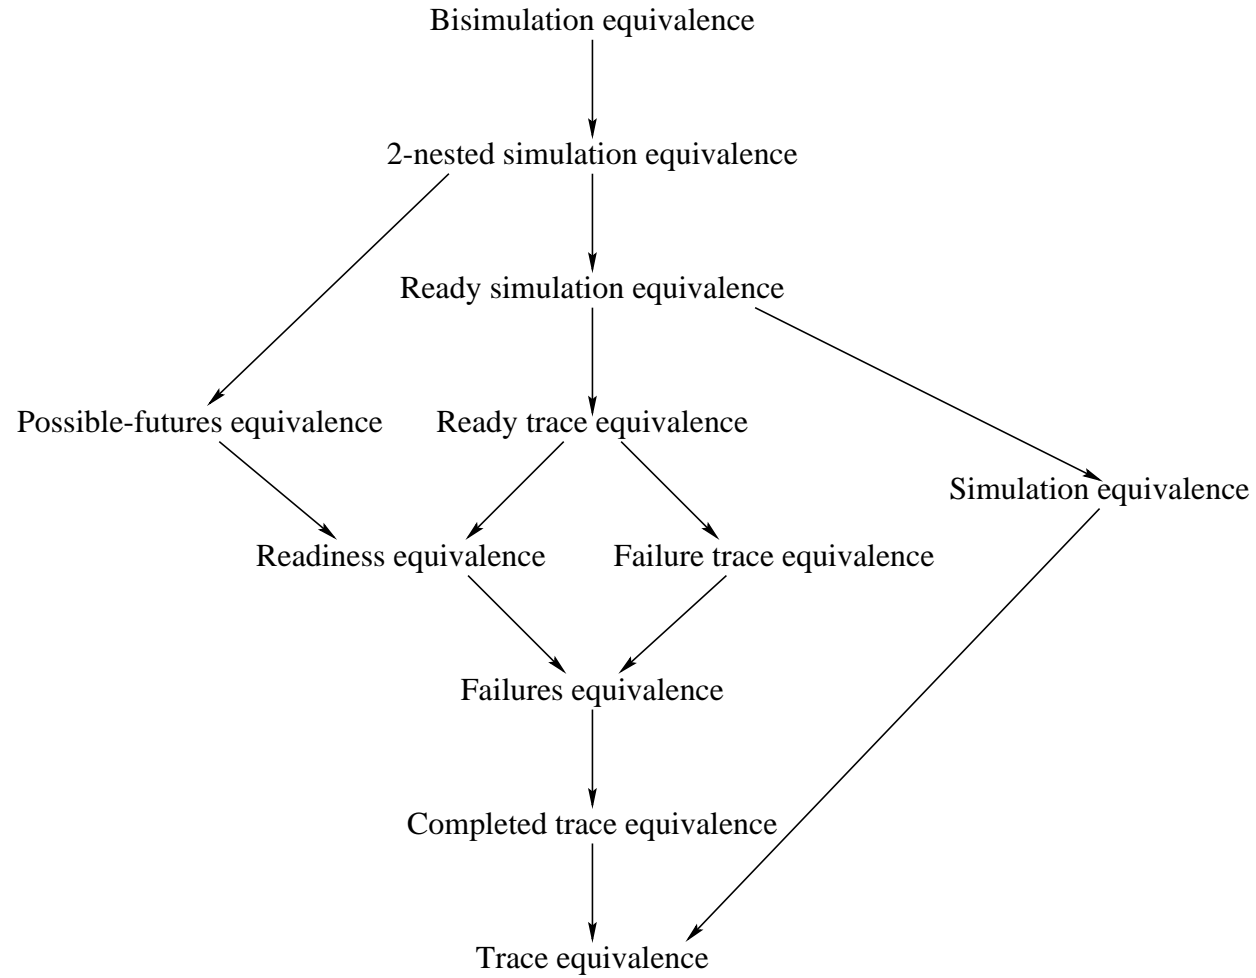 Bisimulation equivalence
2-nested simulation equivalence
Ready simulation equivalence
Possible-futures equivalence
Ready trace equivalence
Simulation equivalence
Readiness equivalence
Failure trace equivalence
Failures equivalence
Completed trace equivalence
Trace equivalence